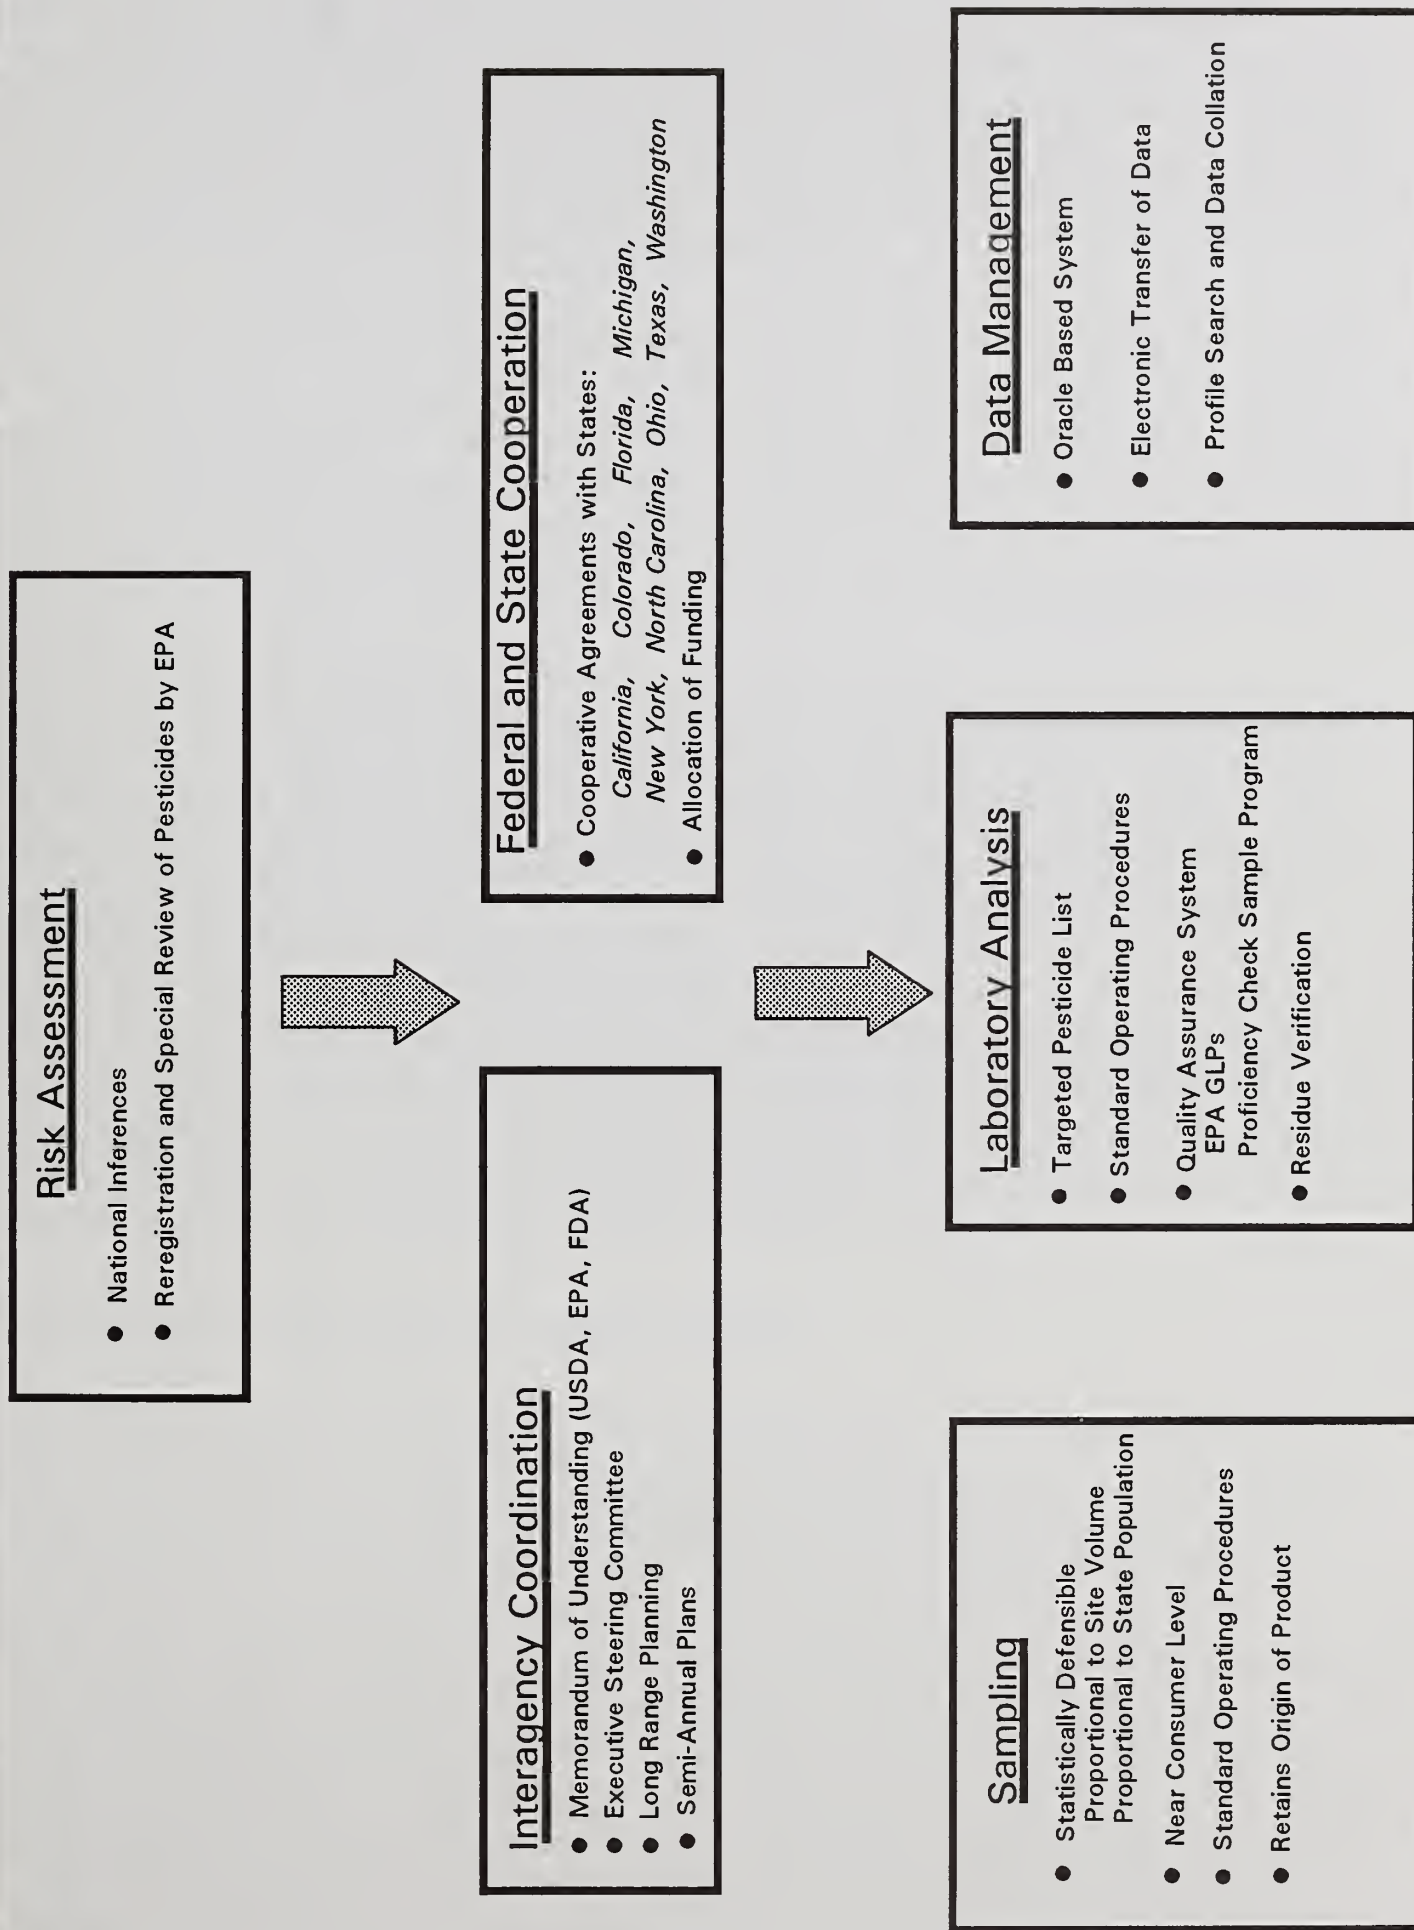 Risk Assessment
● National Inferences
● Reregistration and Special Review of Pesticides by EPA
Interagency Coordination
● Memorandum of Understanding (USDA, EPA, FDA)
● Executive Steering Committee
● Long Range Planning
● Semi-Annual Plans
Federal and State Cooperation
● Cooperative Agreements with States:
California, Colorado, Florida, Michigan,
New York, North Carolina, Ohio, Texas, Washington
● Allocation of Funding
Sampling
● Statistically Defensible
Proportional to Site Volume
Proportional to State Population
● Near Consumer Level
● Standard Operating Procedures
● Retains Origin of Product
Laboratory Analysis
● Targeted Pesticide List
● Standard Operating Procedures
● Quality Assurance System
EPA GLPs
Proficiency Check Sample Program
● Residue Verification
Data Management
● Oracle Based System
● Electronic Transfer of Data
● Profile Search and Data Collation